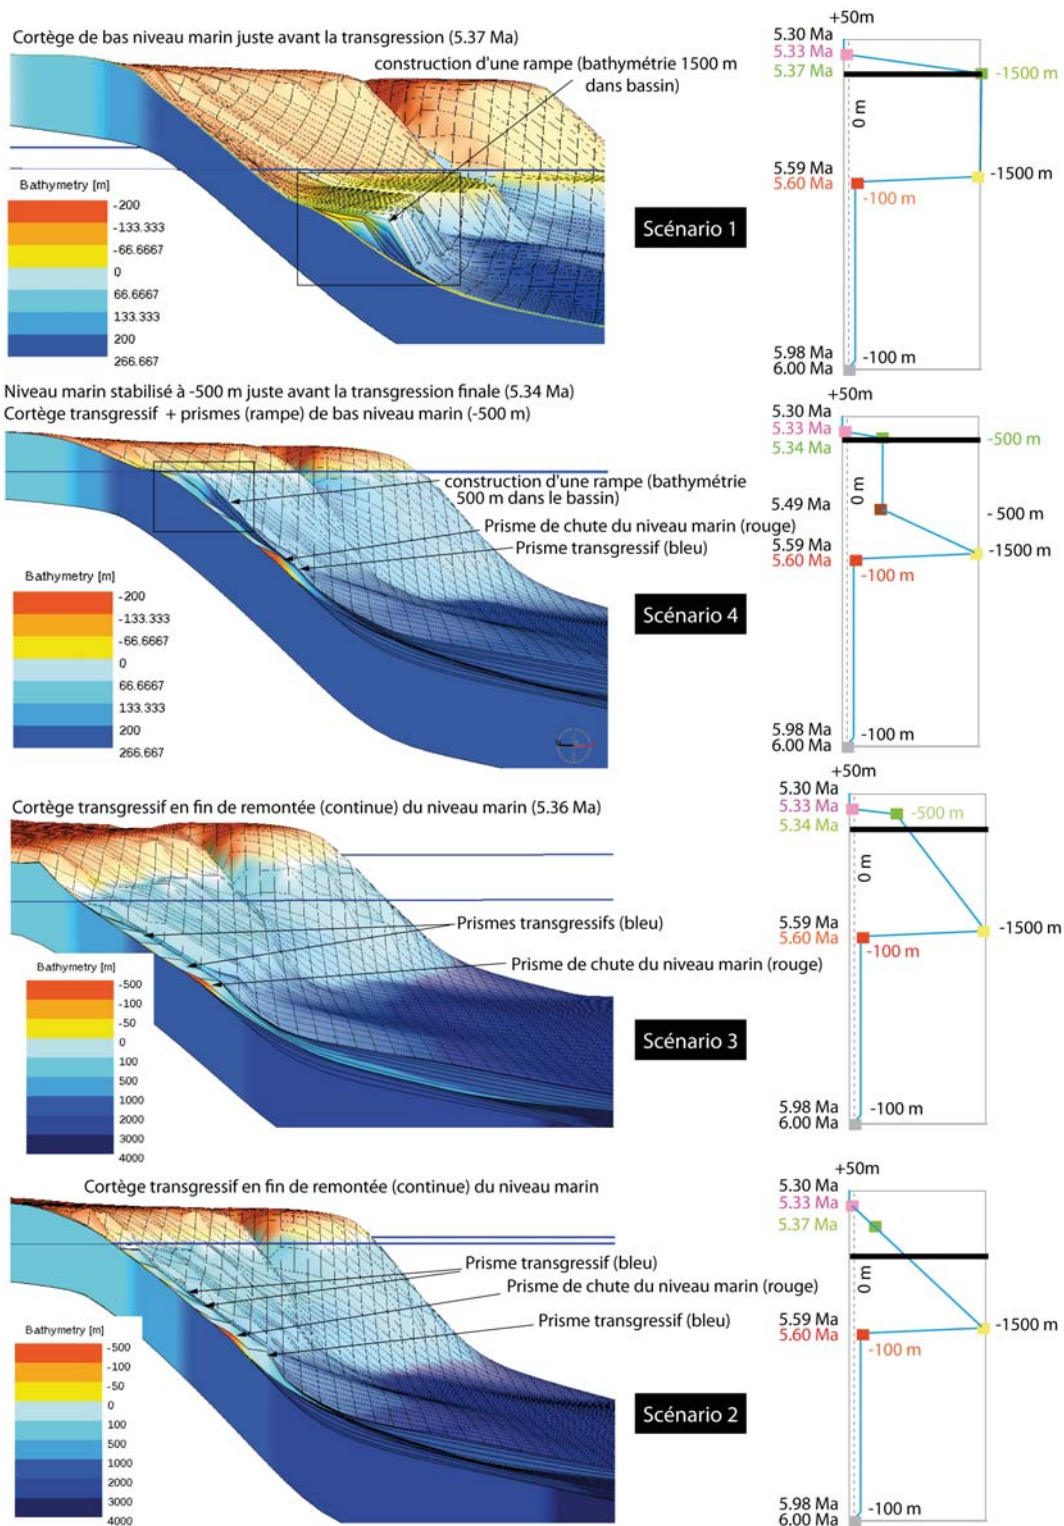 Cortège de bas niveau marin juste avant la transgression (5.37 Ma)
construction d'une rampe (bathymétrie 1500 m
dans bassin)
Bathymetry [m]
-200
-133.333
-66.6667
0
66.6667
133.333
200
266.667
Scénario 1
+50m
5.30 Ma
5.33 Ma
5.37 Ma
-1500 m
0 m
5.59 Ma
5.60 Ma
-1500 m
-100 m
5.98 Ma
6.00 Ma
-100 m
Niveau marin stabilisé à -500 m juste avant la transgression finale (5.34 Ma)
Cortège transgressif + prismes (rampe) de bas niveau marin (-500 m)
construction d'une rampe (bathymétrie
500 m dans le bassin)
Prisme de chute du niveau marin (rouge)
Prisme transgressif (bleu)
Bathymetry [m]
-200
-133.333
-66.6667
0
66.6667
133.333
200
266.667
Scénario 4
+50m
5.30 Ma
5.33 Ma
5.34 Ma
-500 m
0 m
5.49 Ma
- 500 m
5.59 Ma
5.60 Ma
-1500 m
-100 m
5.98 Ma
6.00 Ma
-100 m
Cortège transgressif en fin de remontée (continue) du niveau marin (5.36 Ma)
Prismes transgressifs (bleu)
Prisme de chute du niveau marin (rouge)
Bathymetry [m]
-500
-100
-50
0
100
500
1000
2000
3000
4000
Scénario 3
+50m
5.30 Ma
5.33 Ma
5.34 Ma
-500 m
0 m
5.59 Ma
5.60 Ma
-1500 m
-100 m
5.98 Ma
6.00 Ma
-100 m
Cortège transgressif en fin de remontée (continue) du niveau marin
Prisme transgressif (bleu)
Prisme de chute du niveau marin (rouge)
Prisme transgressif (bleu)
Bathymetry [m]
-500
-100
-50
0
100
500
1000
2000
3000
4000
Scénario 2
+50m
5.30 Ma
5.33 Ma
5.37 Ma
0 m
5.59 Ma
5.60 Ma
-1500 m
-100 m
5.98 Ma
6.00 Ma
-100 m